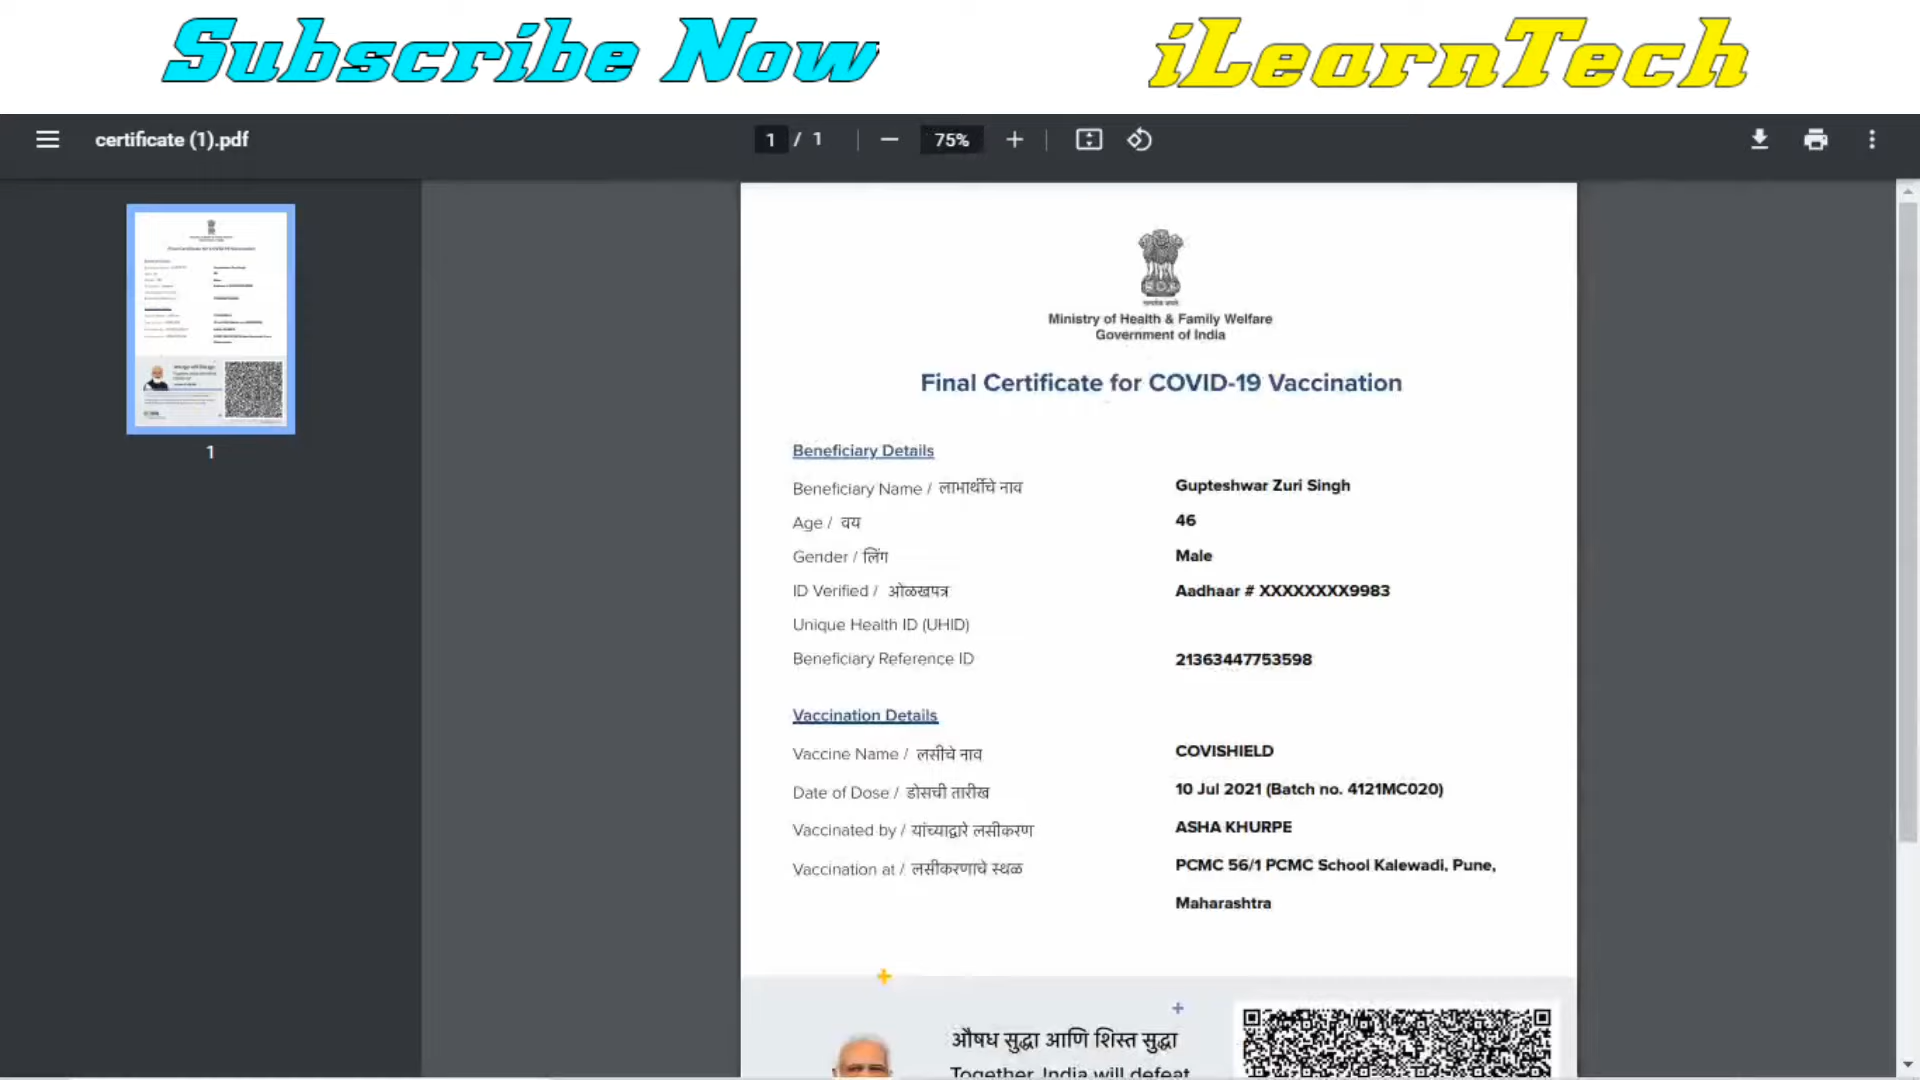 Subscribe Now iLearnTech
certificate (1).pdf 1 / 1 75%
1
Ministry of Health & Family Welfare
Government of India
Final Certificate for COVID-19 Vaccination
Beneficiary Details
Beneficiary Name / लाभार्थीचे नाव Gupteshwar Zuri Singh
Age / वय 46
Gender / लिंग Male
ID Verified / ओळखपत्र Aadhaar # XXXXXXXX9983
Unique Health ID (UHID)
Beneficiary Reference ID 21363447753598
Vaccination Details
Vaccine Name / लसीचे नाव COVISHIELD
Date of Dose / डोसची तारीख 10 Jul 2021 (Batch no. 4121MC020)
Vaccinated by / यांच्याद्वारे लसीकरण ASHA KHURPE
Vaccination at / लसीकरणाचे स्थळ PCMC 56/1 PCMC School Kalewadi, Pune,
Maharashtra
औषध सुद्धा आणि शिस्त सुद्धा
Together, India will defeat